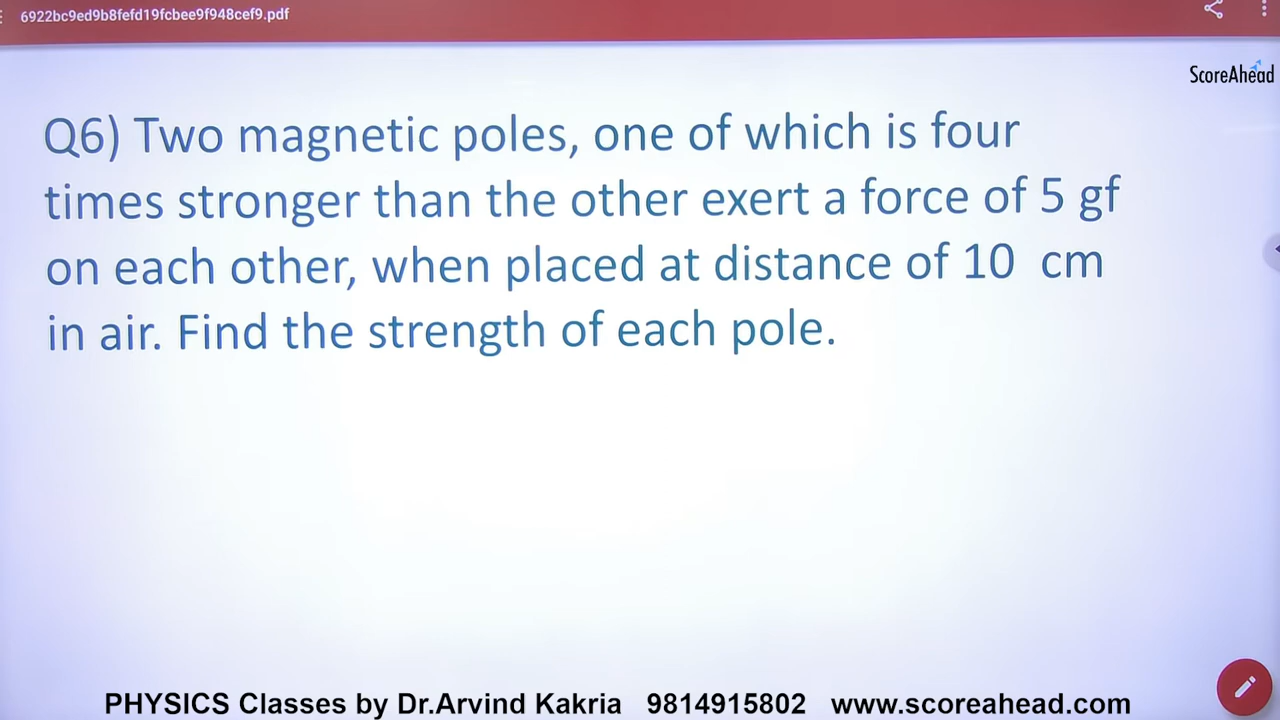 6922bc9ed9b8fefd19fcbee9f948cef9.pdf
ScoreAhead
Q6) Two magnetic poles, one of which is four
times stronger than the other exert a force of 5 gf
on each other, when placed at distance of 10 cm
in air. Find the strength of each pole.
PHYSICS Classes by Dr.Arvind Kakria 9814915802 www.scoreahead.com